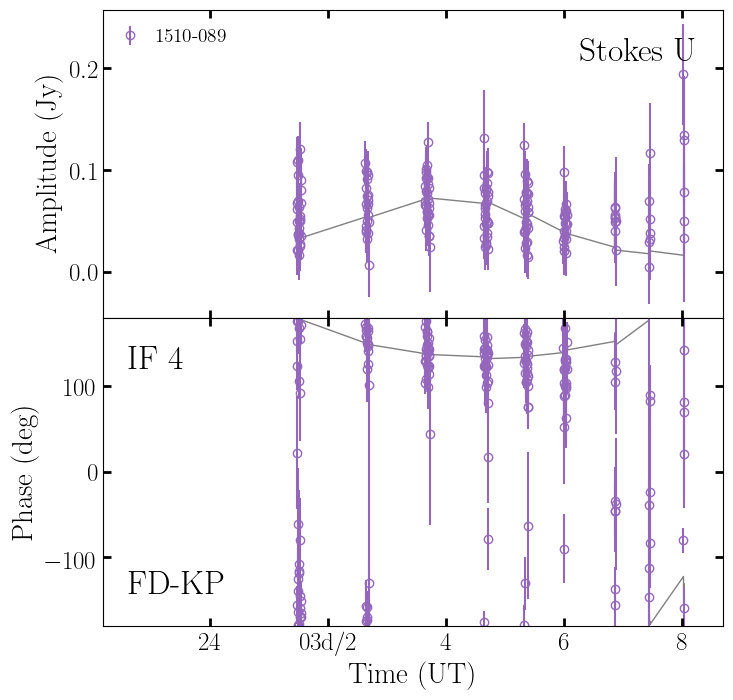 1510-089
Stokes U
Amplitude (Jy)
0.2
0.1
0.0
IF 4
Phase (deg)
100
0
−100
FD-KP
24
03d/2
4
6
8
Time (UT)